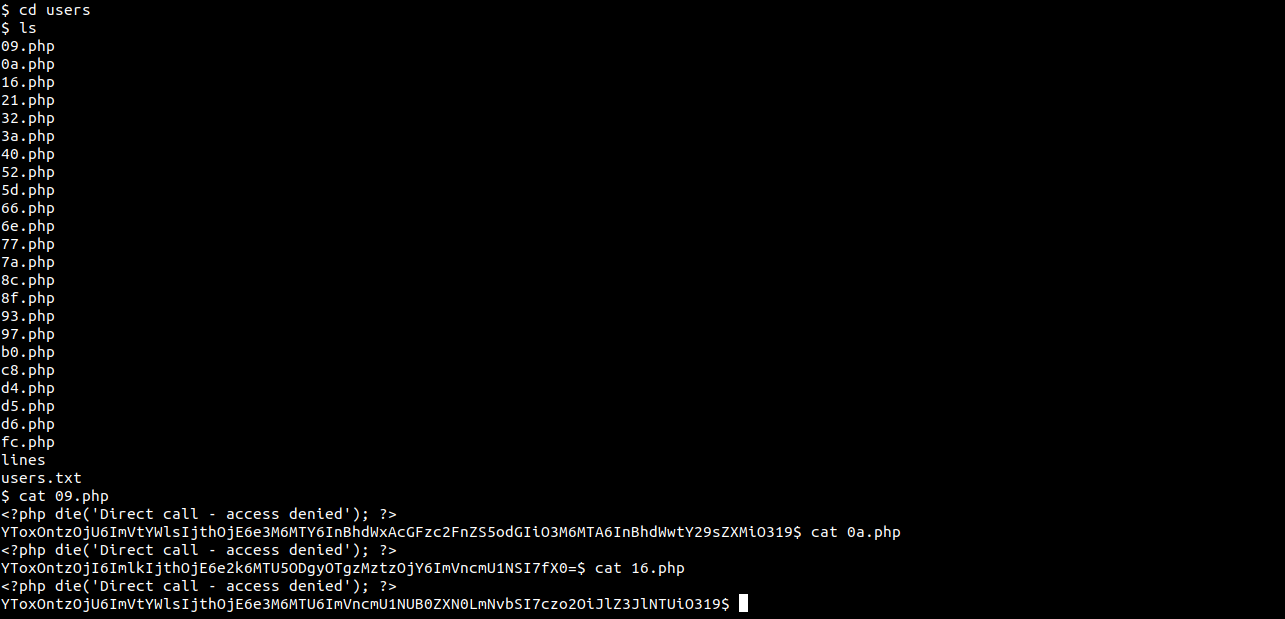 $ cd users
$ ls
09.php
0a.php
16.php
21.php
32.php
3a.php
40.php
52.php
5d.php
66.php
6e.php
77.php
7a.php
8c.php
8f.php
93.php
97.php
b0.php
c8.php
d4.php
d5.php
d6.php
fc.php
lines
users.txt
$ cat 09.php
<?php die('Direct call - access denied'); ?>
YToxOntzOjU6ImVtYWlsIjthOjE6e3M6MTY6InBhdWxAcGFzc2FnZS5odGIiO3M6MTA6InBhdWwtY29sZXMiO319$ cat 0a.php
<?php die('Direct call - access denied'); ?>
YToxOntzOjI6ImlkIjthOjE6e2k6MTU5ODgyOTgzMztzOjY6ImVncmU1NSI7fX0=$ cat 16.php
<?php die('Direct call - access denied'); ?>
YToxOntzOjU6ImVtYWlsIjthOjE6e3M6MTU6ImVncmU1NUB0ZXN0LmNvbSI7czo2OiJlZ3JlNTUiO319$